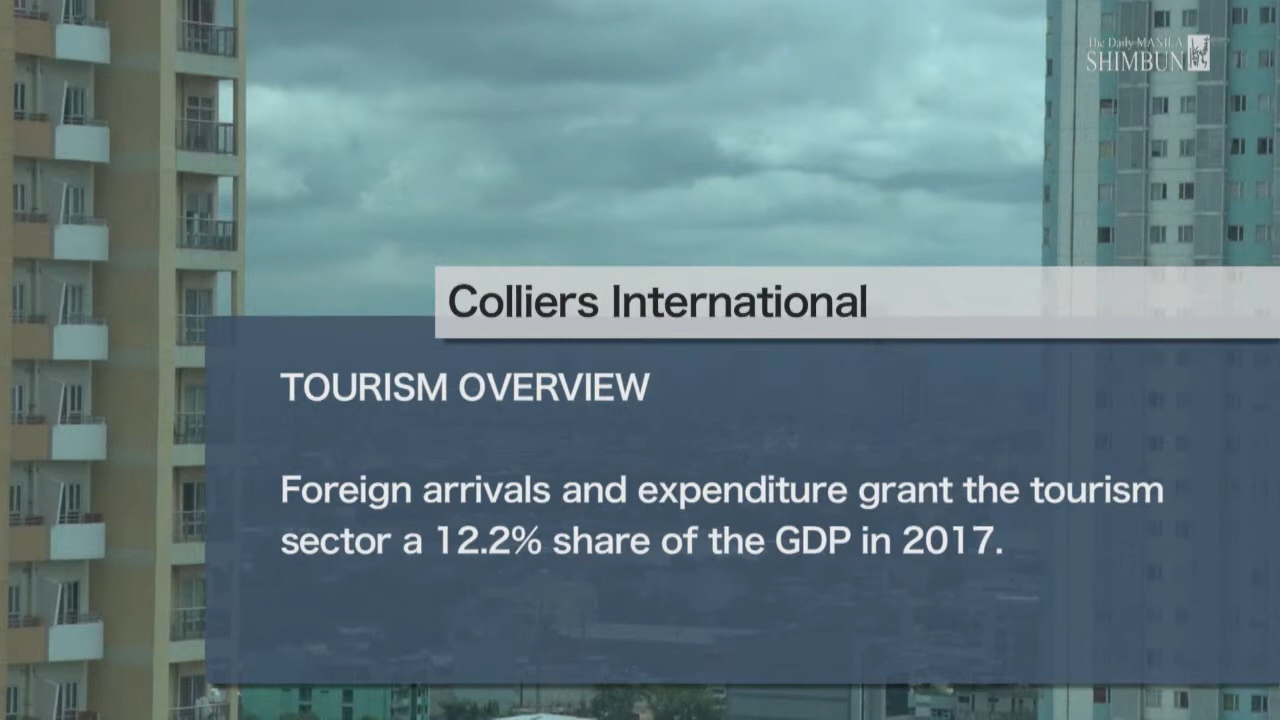 The Daily MANILA
SHIMBUN
Colliers International
TOURISM OVERVIEW
Foreign arrivals and expenditure grant the tourism
sector a 12.2% share of the GDP in 2017.